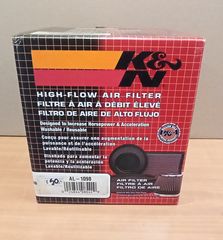 K&N
HIGH-FLOW AIR FILTER
FILTRE À AIR À DÉBIT ÉLEVÉ
FILTRO DE AIRE DE ALTO FLUJO
Designed to Increase Horsepower & Acceleration
Washable / Reusable
Conçu pour assurer une augmentation de la
puissance et de l'accélération
Lavable/Réutilisable
Diseñado para aumentar la
potencia y la aceleración
Lavable/Reutilizable
AL-1098
AIR FILTER
FILTRE À AIR
FILTRO DE AIRE